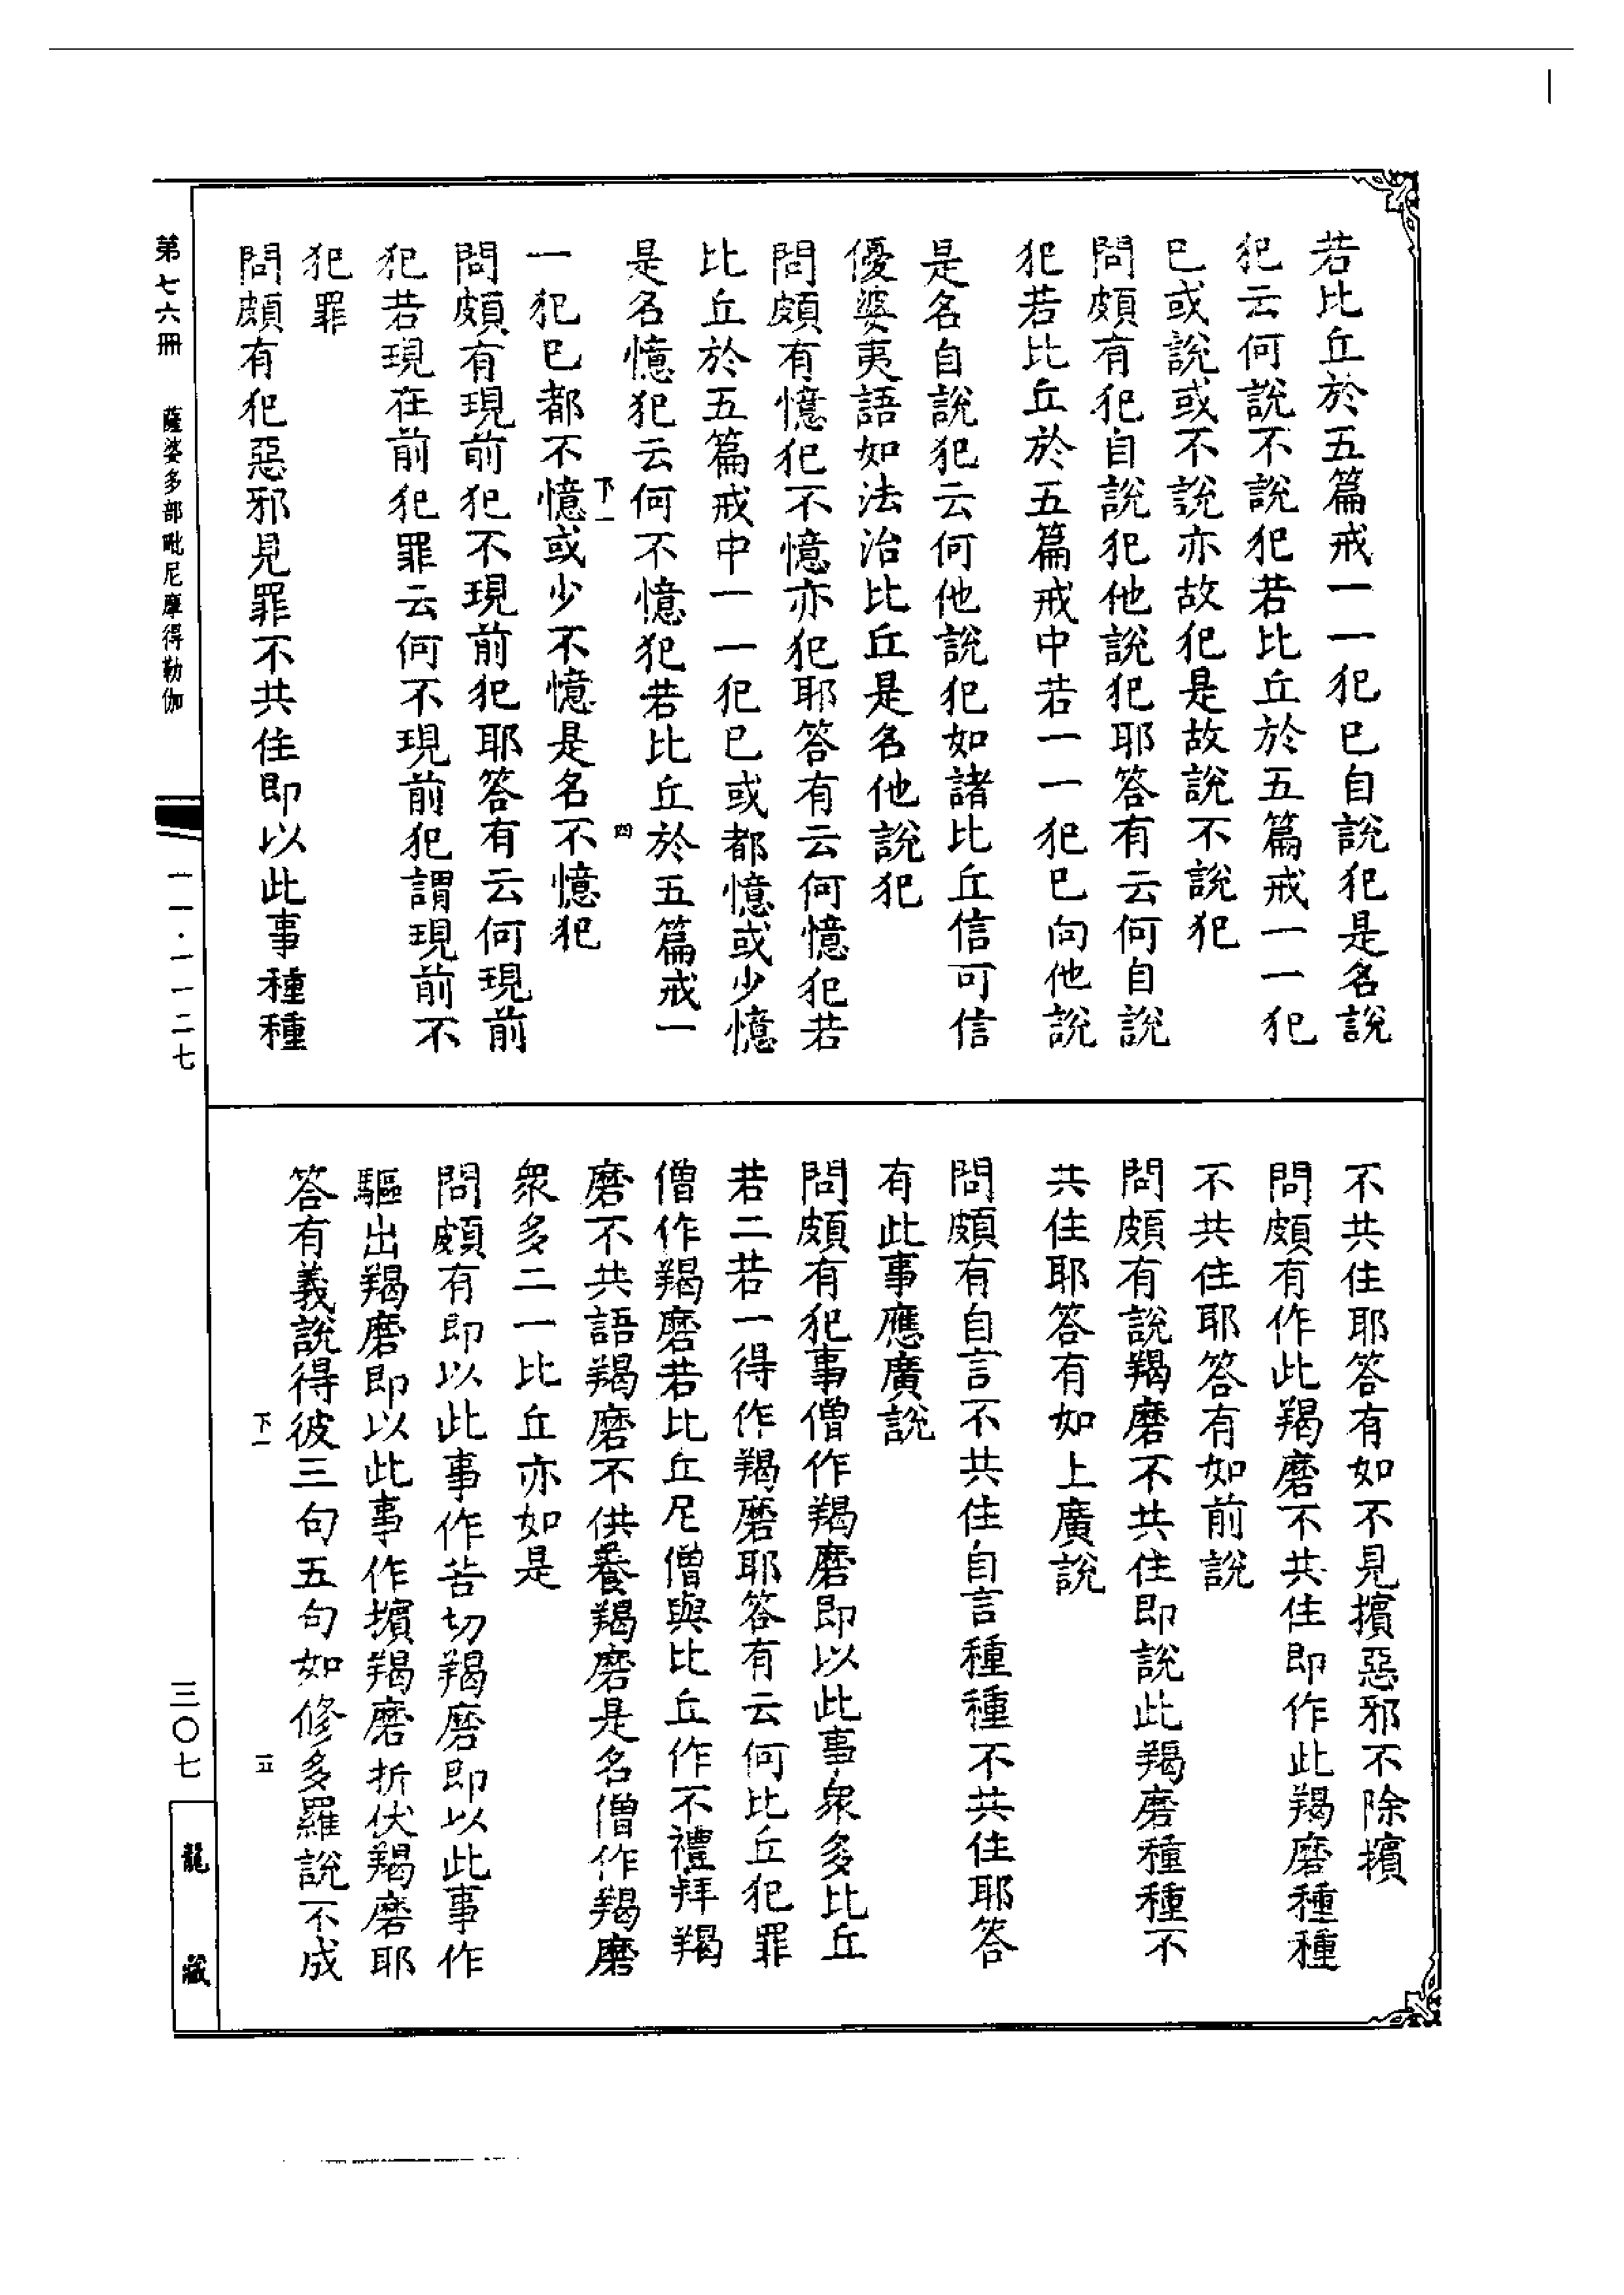 若比丘於五篇戒一一犯已自說犯是名說
犯云何說不說犯若比丘於五篇戒一一犯
已或說或不說亦故犯是故說不說犯
問頗有犯自說犯他說犯耶答有云何自說
犯若比丘於五篇戒中若一一犯已向他說
是名自說犯云何他說犯如諸比丘信可信
優婆夷語如法治比丘是名他說犯
問頗有憶犯不憶亦犯耶答有云何憶犯若
比丘於五篇戒中一一犯已或都憶或少憶
是名憶犯云何不憶犯若比丘於五篇戒一
下一
四
一犯已都不憶或少不憶是名不憶犯
問頗有現前犯不現前犯耶答有云何現前
犯若現在前犯罪云何不現前犯謂現前不
犯罪
問頗有犯惡邪見罪不共住即以此事種種
不共住耶答有如不見擯惡邪不除擯
問頗有作此羯磨不共住即作此羯磨種種
不共住耶答有如前說
問頗有說羯磨不共住即說此羯磨種種不
共住耶答有如上廣說
問頗有自言不共住自言種種不共住耶答
有此事應廣說
問頗有犯事僧作羯磨即以此事眾多比丘
若二若一得作羯磨耶答有云何比丘犯罪
僧作羯磨若比丘尼僧與比丘作不禮拜羯
磨不共語羯磨不供養羯磨是名僧作羯磨
眾多二一比丘亦如是
問頗有即以此事作苦切羯磨即以此事作
驅出羯磨即以此事作擯羯磨折伏羯磨耶
答有義說得彼三句五句如修多羅說不成
下一
五
第七六冊
薩婆多部毗尼摩得勒伽
一一·一一二七
三〇七
龍藏